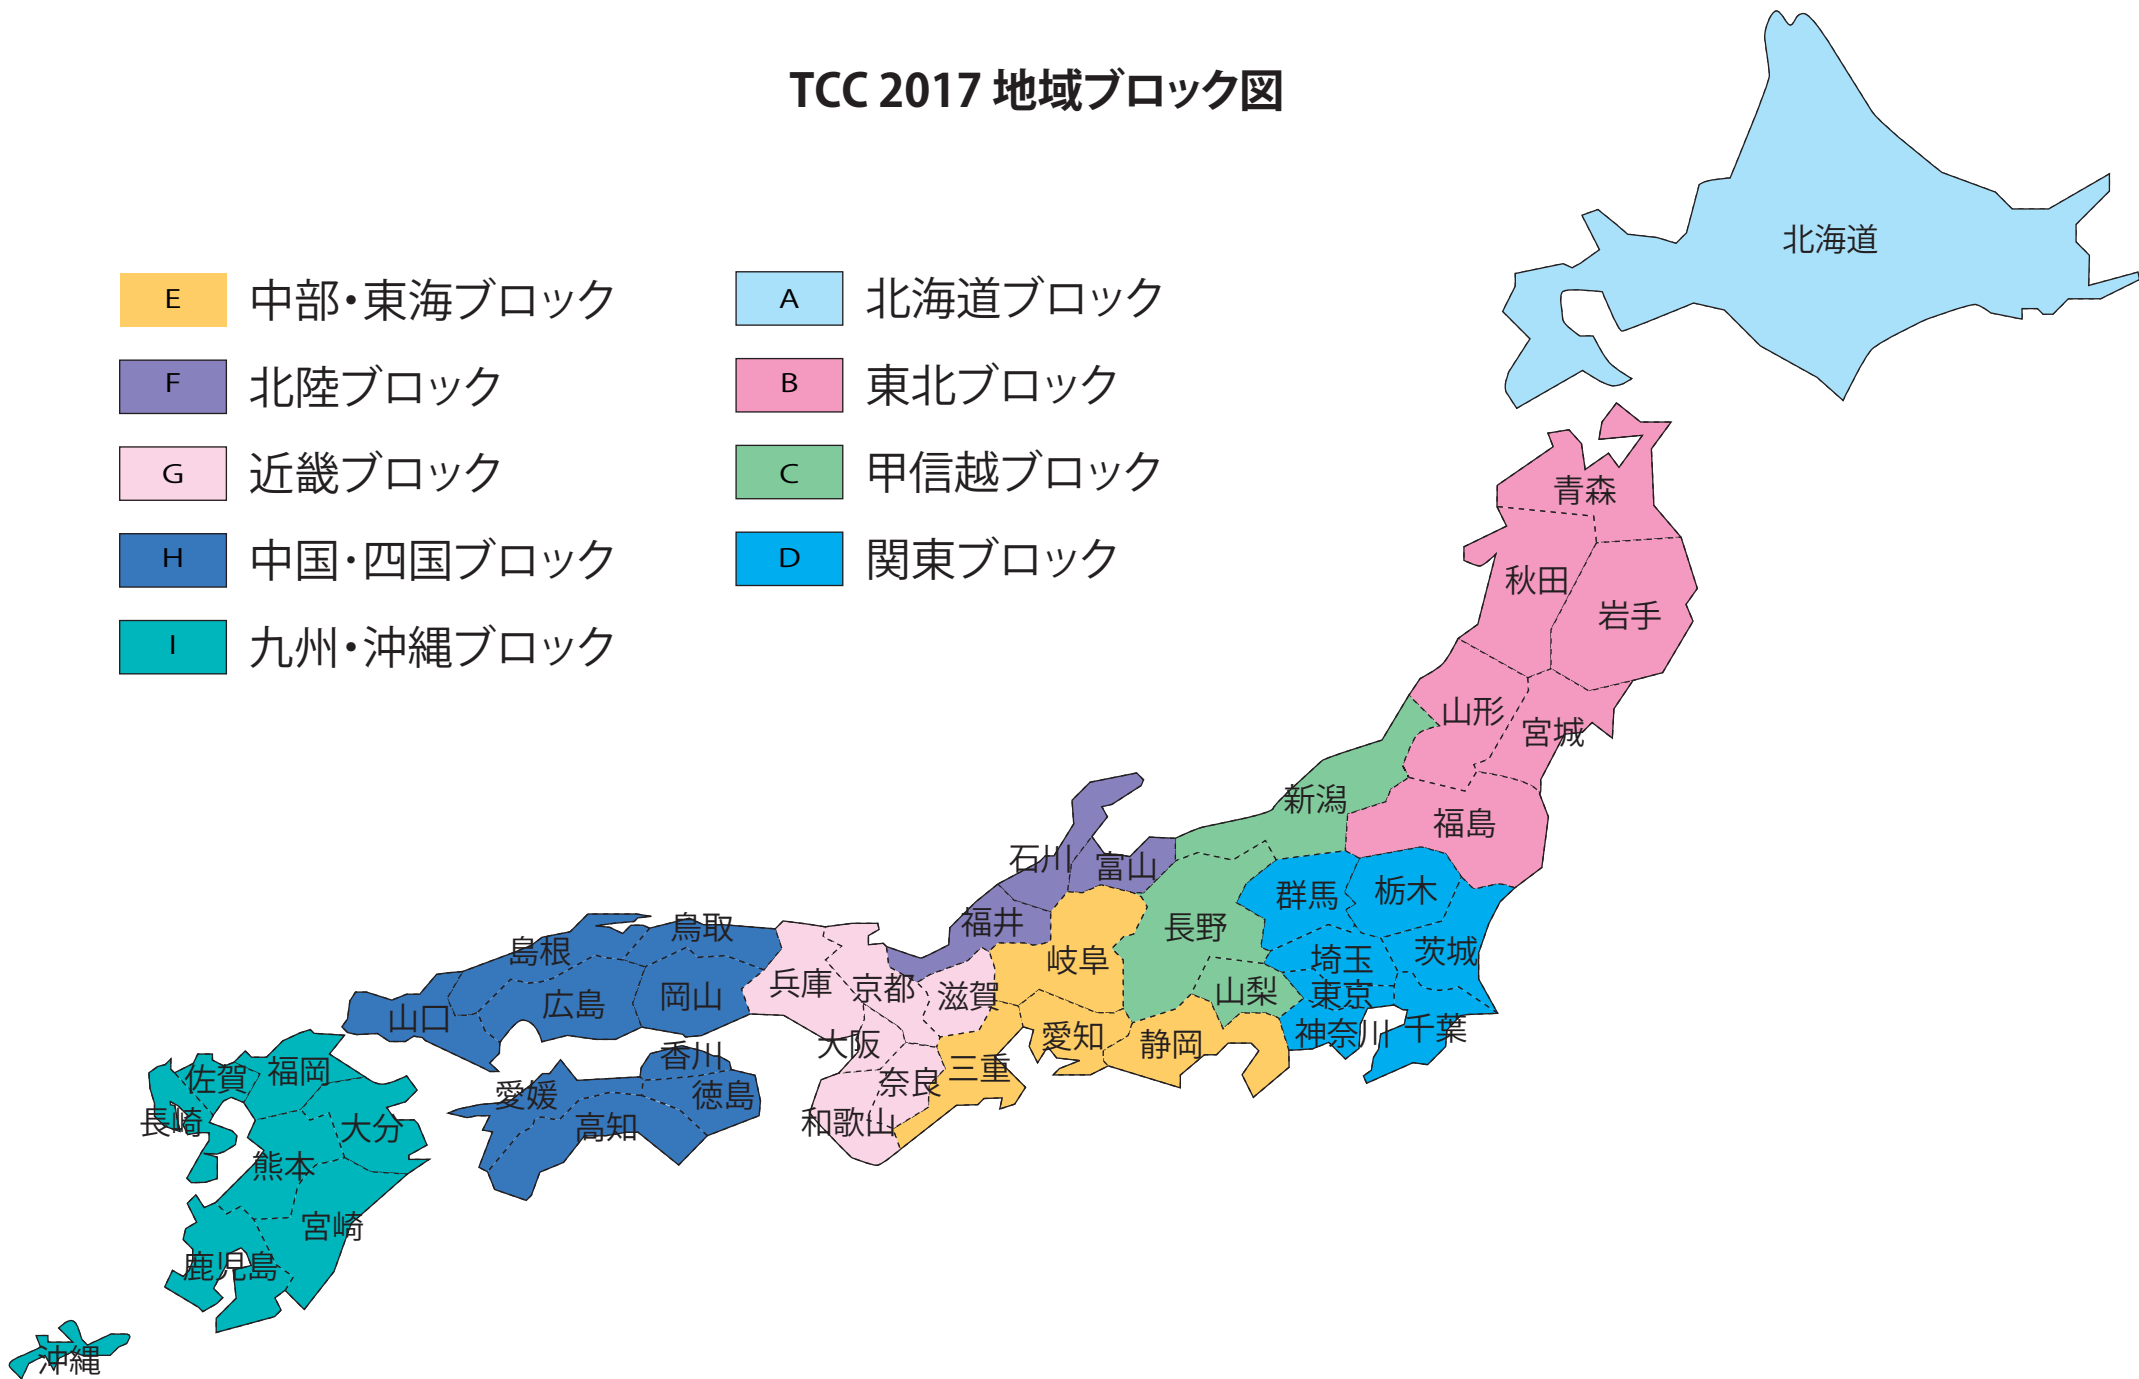 TCC 2017 地域ブロック図
E 中部・東海ブロック
F 北陸ブロック
G 近畿ブロック
H 中国・四国ブロック
I 九州・沖縄ブロック
A 北海道ブロック
B 東北ブロック
C 甲信越ブロック
D 関東ブロック
北海道
青森
秋田
岩手
山形
宮城
新潟
福島
石川
富山
群馬
栃木
福井
長野
鳥取
島根
岐阜
埼玉
茨城
兵庫
京都
滋賀
山梨
東京
岡山
広島
山口
愛知
静岡
神奈川
千葉
大阪
香川
三重
奈良
福岡
佐賀
愛媛
徳島
和歌山
高知
長崎
大分
熊本
宮崎
鹿児島
沖縄